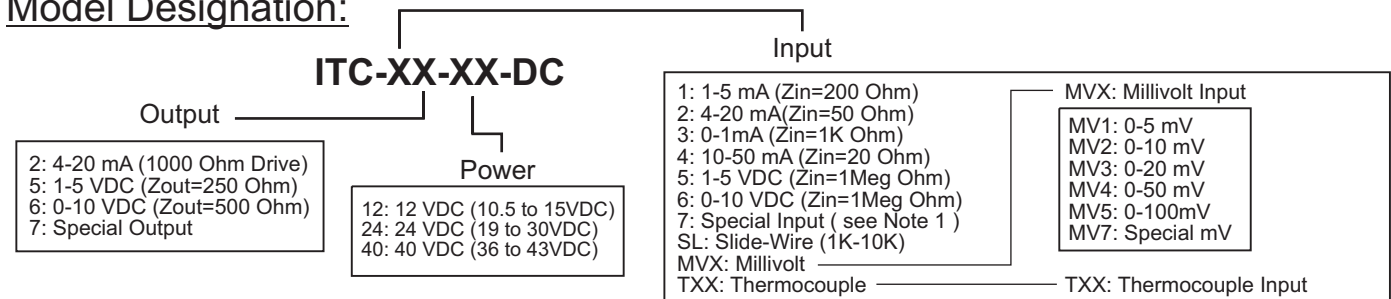 Model Designation:
Input
ITC-XX-XX-DC
Output
2: 4-20 mA (1000 Ohm Drive)
5: 1-5 VDC (Zout=250 Ohm)
6: 0-10 VDC (Zout=500 Ohm)
7: Special Output
Power
12: 12 VDC (10.5 to 15VDC)
24: 24 VDC (19 to 30VDC)
40: 40 VDC (36 to 43VDC)
1: 1-5 mA (Zin=200 Ohm)
2: 4-20 mA(Zin=50 Ohm)
3: 0-1mA (Zin=1K Ohm)
4: 10-50 mA (Zin=20 Ohm)
5: 1-5 VDC (Zin=1Meg Ohm)
6: 0-10 VDC (Zin=1Meg Ohm)
7: Special Input ( see Note 1 )
SL: Slide-Wire (1K-10K)
MVX: Millivolt
TXX: Thermocouple
MVX: Millivolt Input
MV1: 0-5 mV
MV2: 0-10 mV
MV3: 0-20 mV
MV4: 0-50 mV
MV5: 0-100mV
MV7: Special mV
TXX: Thermocouple Input